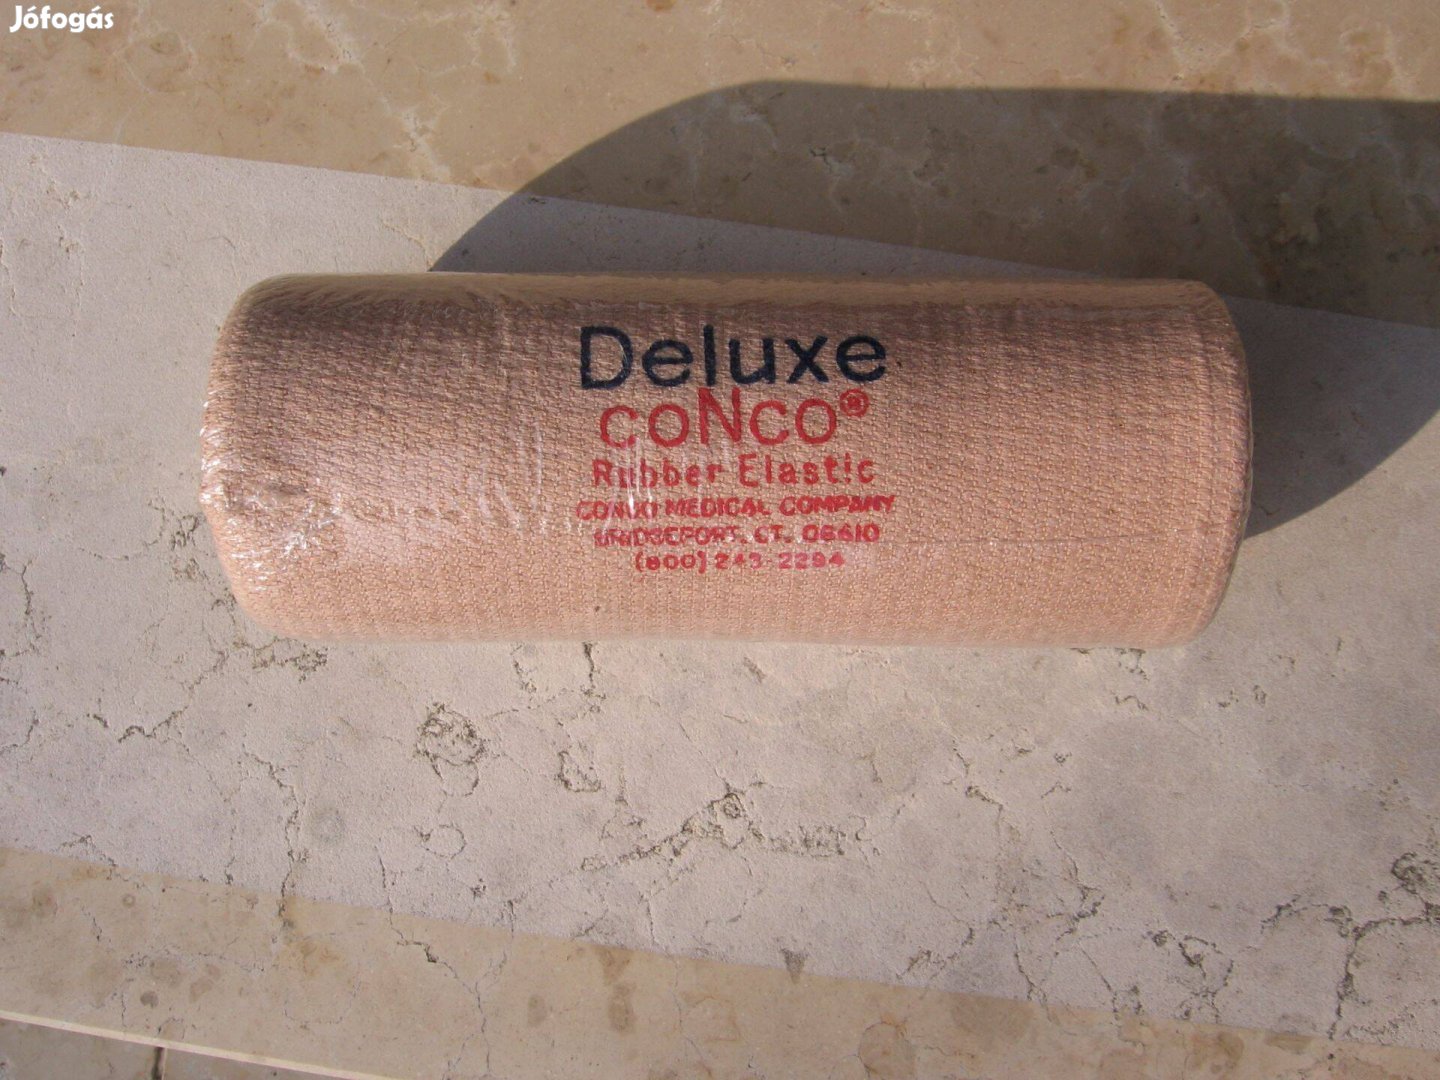 Jófogás
Deluxe
coNco®
Rubber Elastic
CONCO MEDICAL COMPANY
BRIDGEPORT, CT. 06610
(800) 243-2294